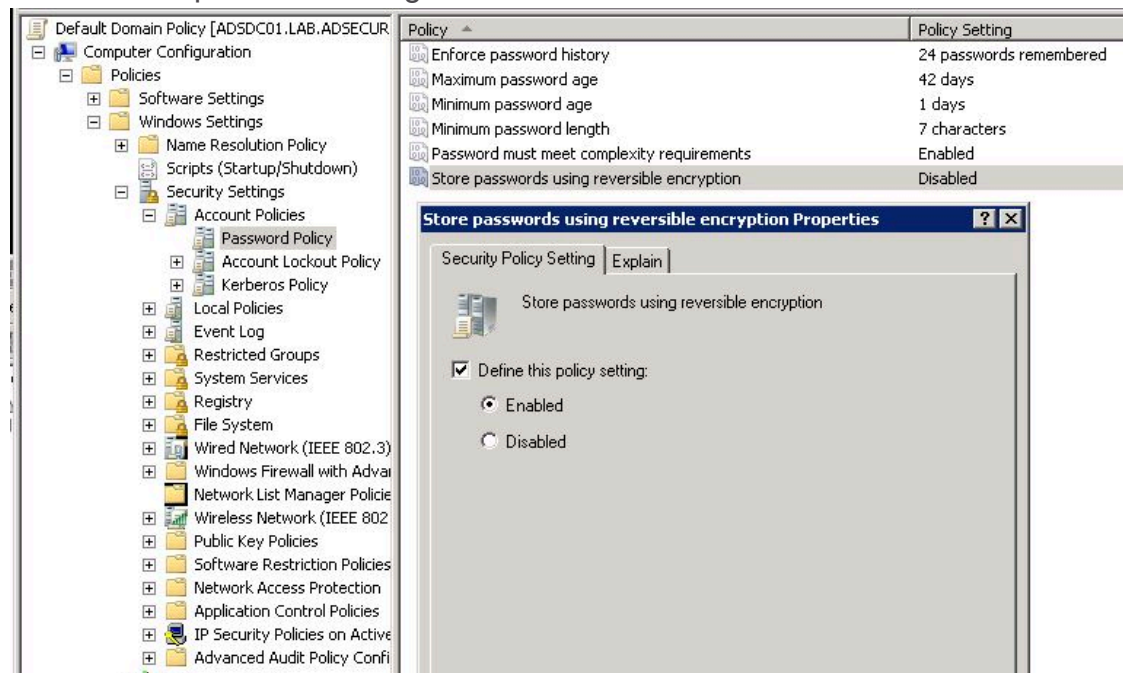 Default Domain Policy [ADSDC01.LAB.ADSECUR
Computer Configuration
Policies
Software Settings
Windows Settings
Name Resolution Policy
Scripts (Startup/Shutdown)
Security Settings
Account Policies
Password Policy
Account Lockout Policy
Kerberos Policy
Local Policies
Event Log
Restricted Groups
System Services
Registry
File System
Wired Network (IEEE 802.3)
Windows Firewall with Advan
Network List Manager Policie
Wireless Network (IEEE 802
Public Key Policies
Software Restriction Policies
Network Access Protection
Application Control Policies
IP Security Policies on Active
Advanced Audit Policy Confi
Policy Policy Setting
Enforce password history 24 passwords remembered
Maximum password age 42 days
Minimum password age 1 days
Minimum password length 7 characters
Password must meet complexity requirements Enabled
Store passwords using reversible encryption Disabled
Store passwords using reversible encryption Properties
Security Policy Setting Explain
Store passwords using reversible encryption
Define this policy setting:
Enabled
Disabled